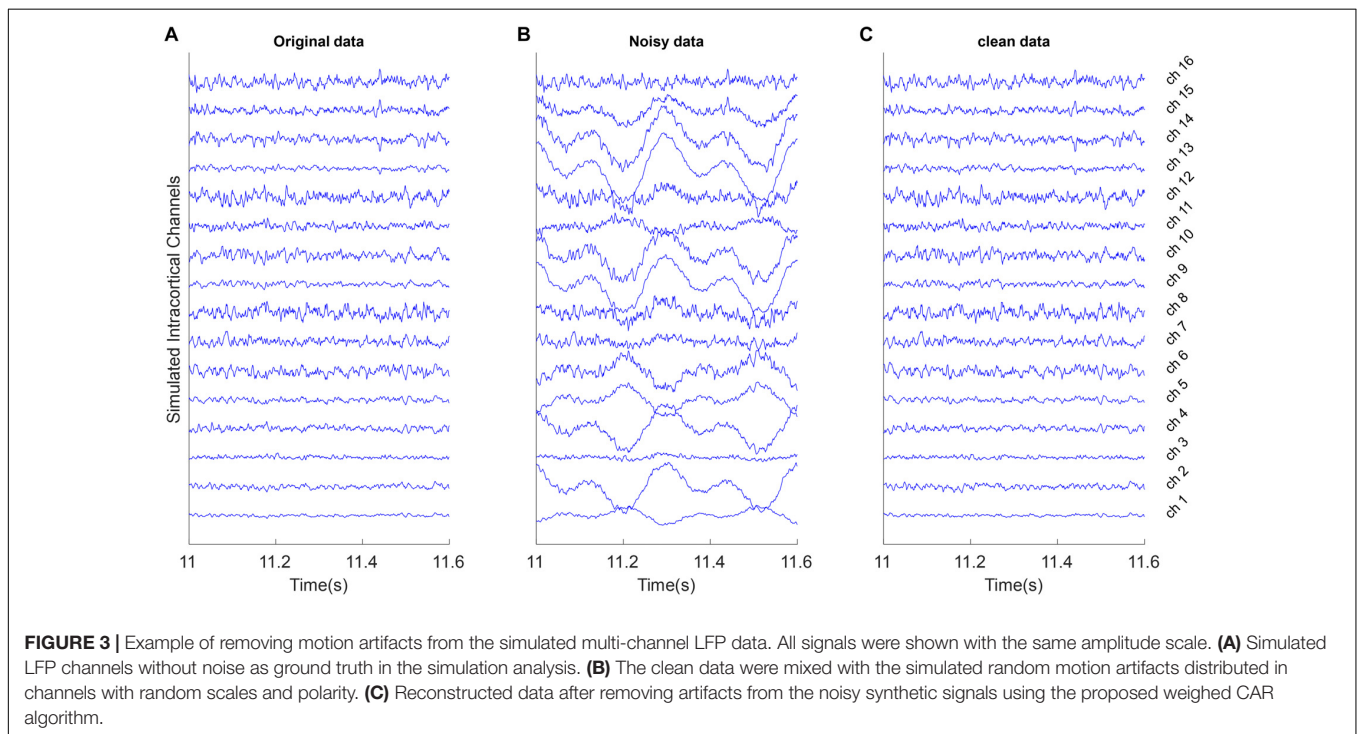 A
Original data
B
Noisy data
C
clean data
Simulated Intracortical Channels
ch 16
ch 15
ch 14
ch 13
ch 12
ch 11
ch 10
ch 9
ch 8
ch 7
ch 6
ch 5
ch 4
ch 3
ch 2
ch 1
11 11.2 11.4 11.6
Time(s)
11 11.2 11.4 11.6
Time(s)
11 11.2 11.4 11.6
Time(s)
FIGURE 3 | Example of removing motion artifacts from the simulated multi-channel LFP data. All signals were shown with the same amplitude scale. (A) Simulated
LFP channels without noise as ground truth in the simulation analysis. (B) The clean data were mixed with the simulated random motion artifacts distributed in
channels with random scales and polarity. (C) Reconstructed data after removing artifacts from the noisy synthetic signals using the proposed weighed CAR
algorithm.